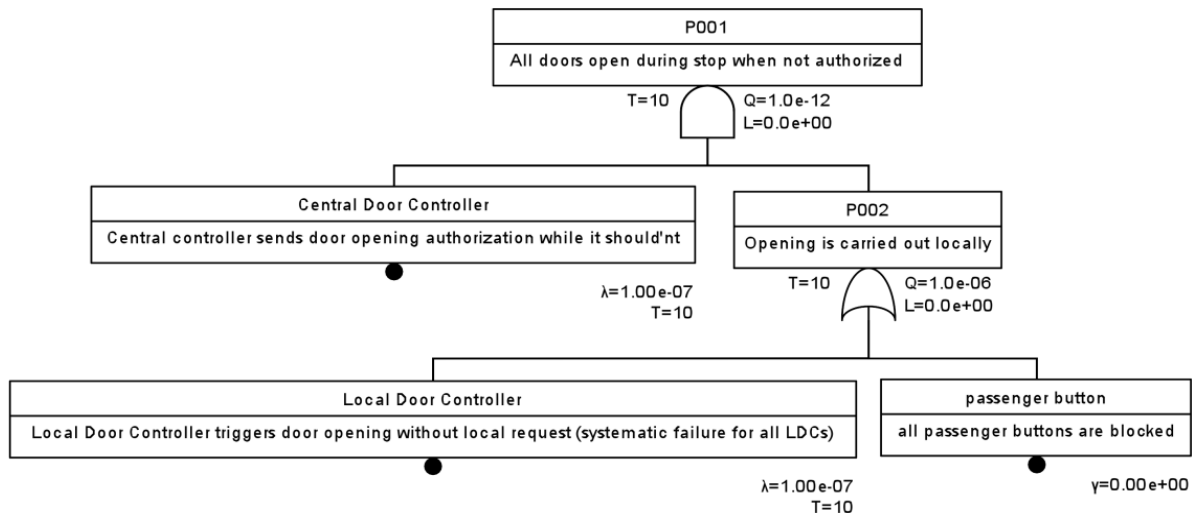 P001
All doors open during stop when not authorized
T=10
Q=1.0e-12
L=0.0e+00
Central Door Controller
Central controller sends door opening authorization while it should'nt
λ=1.00e-07
T=10
P002
Opening is carried out locally
T=10
Q=1.0e-06
L=0.0e+00
Local Door Controller
Local Door Controller triggers door opening without local request (systematic failure for all LDCs)
λ=1.00e-07
T=10
passenger button
all passenger buttons are blocked
γ=0.00e+00